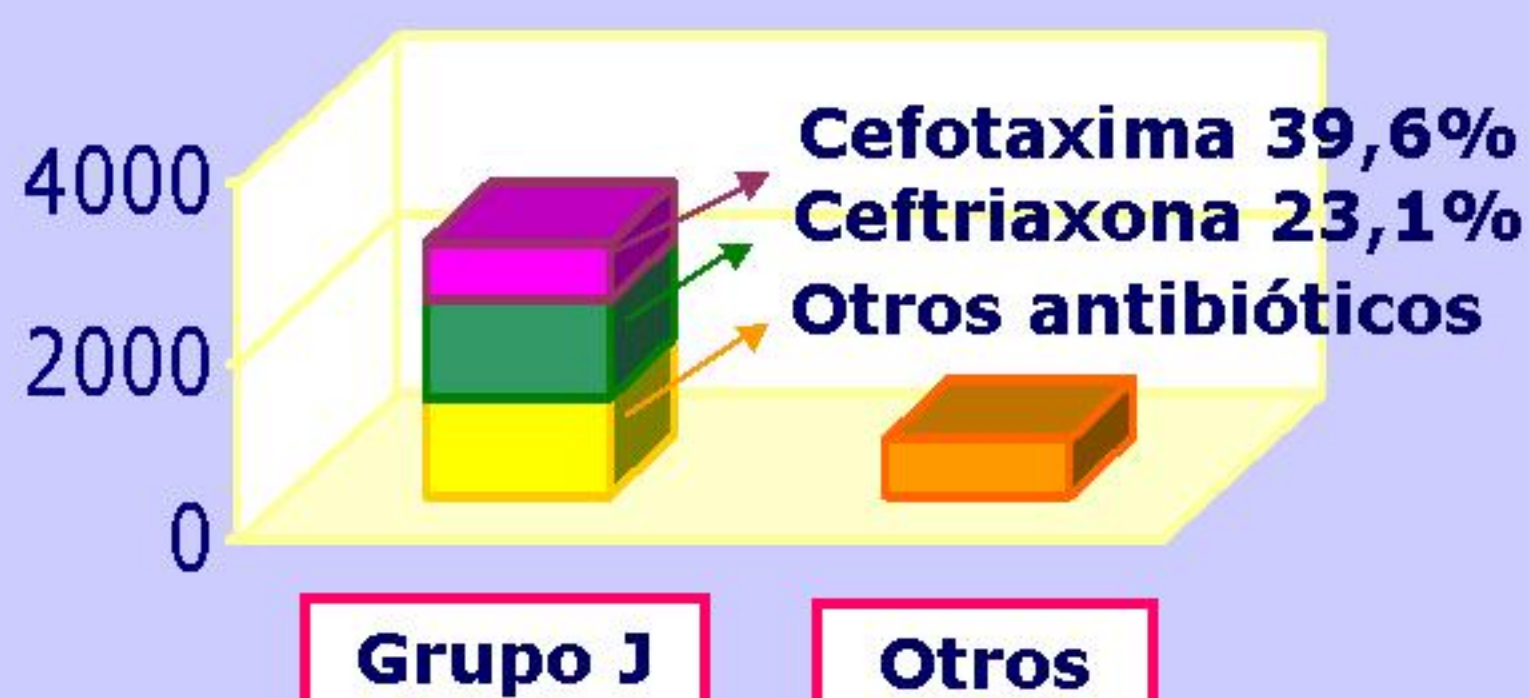 Cefotaxima 39,6%
4000
Ceftriaxona 23,1%
Otros antibióticos
2000
0
Grupo J
Otros